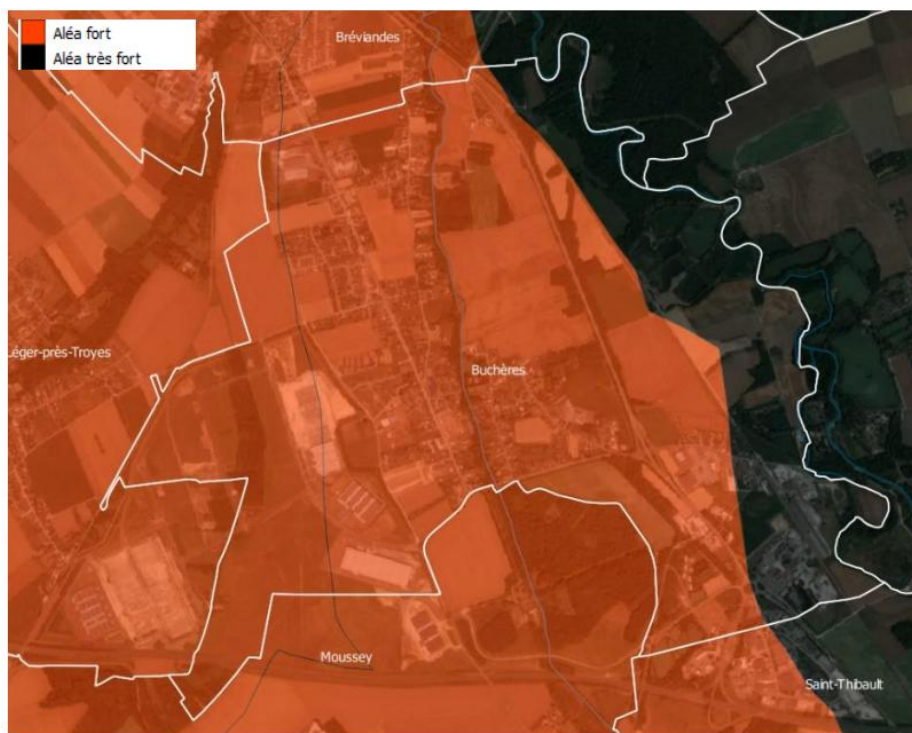 Aléa fort
Aléa très fort
Bréviandes
Léger-près-Troyes
Buchères
Moussey
Saint-Thibault